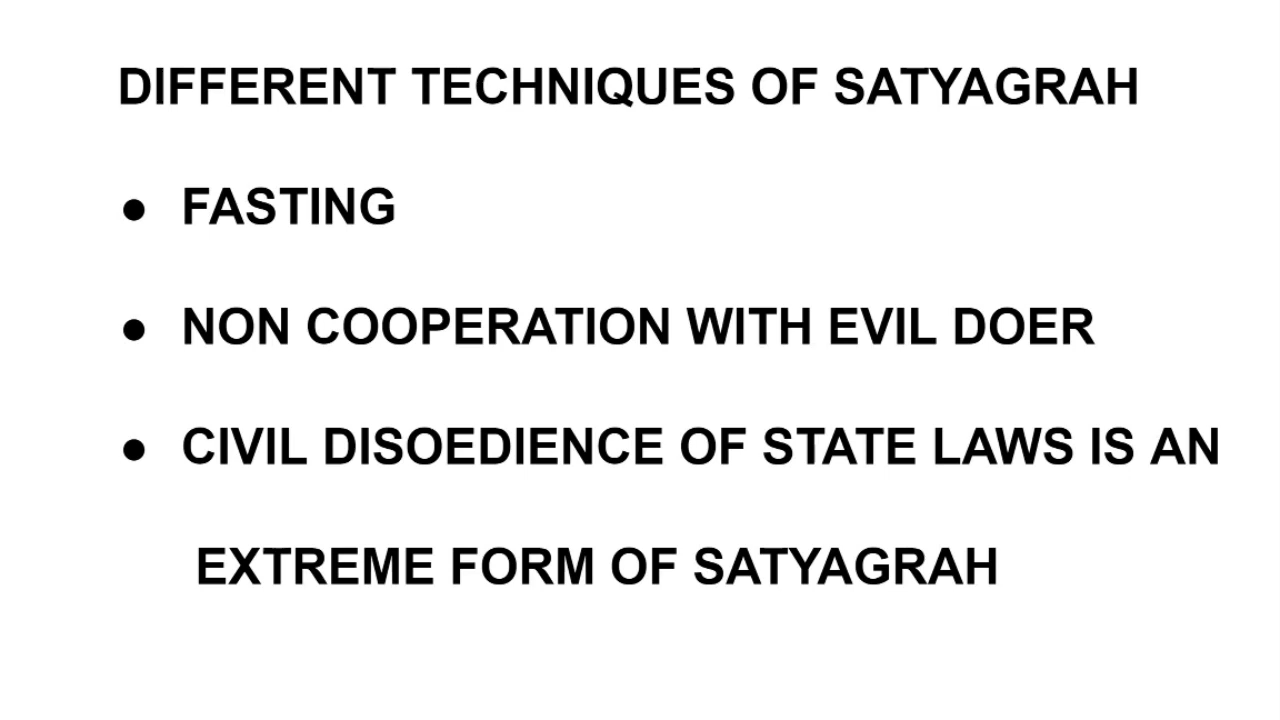 DIFFERENT TECHNIQUES OF SATYAGRAH
● FASTING
● NON COOPERATION WITH EVIL DOER
● CIVIL DISOEDIENCE OF STATE LAWS IS AN
EXTREME FORM OF SATYAGRAH